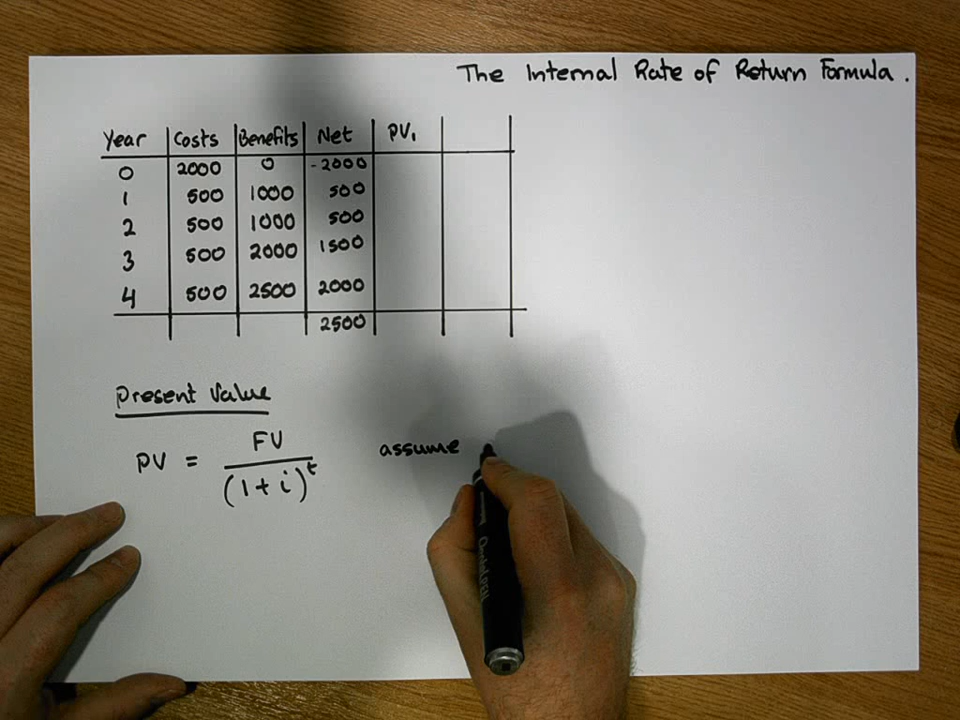 The Internal Rate of Return Formula.
Year Costs Benefits Net PV₁
0 2000 0 -2000
1 500 1000 500
2 500 1000 500
3 500 2000 1500
4 500 2500 2000
2500
Present Value
PV = FV / (1 + i)^t
assume